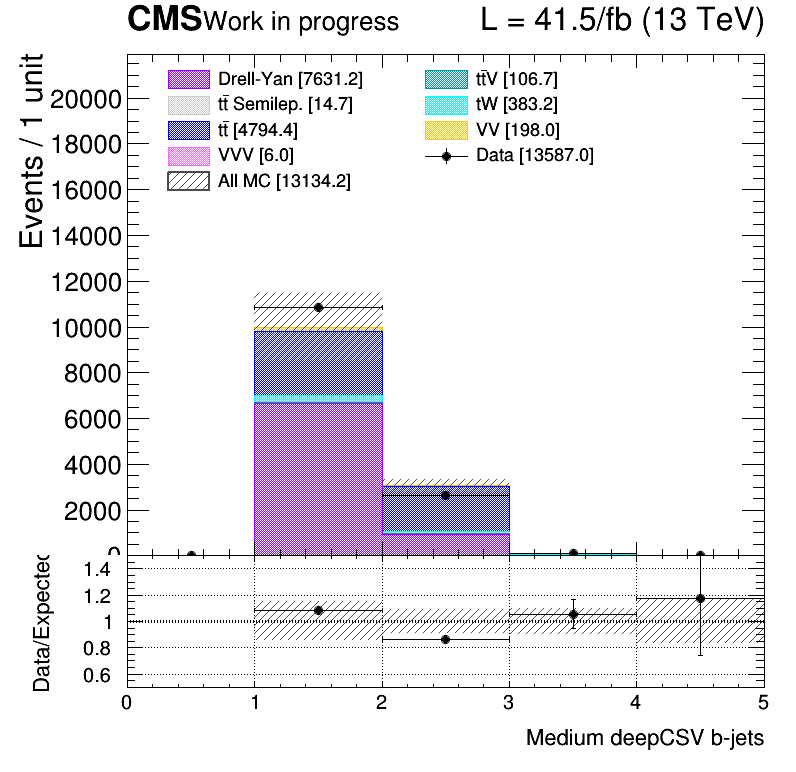 CMS Work in progress L = 41.5/fb (13 TeV)
Events / 1 unit
Drell-Yan [7631.2]
tt̄ Semilep. [14.7]
tt̄ [4794.4]
VVV [6.0]
All MC [13134.2]
tt̄V [106.7]
tW [383.2]
VV [198.0]
Data [13587.0]
20000
18000
16000
14000
12000
10000
8000
6000
4000
2000
0
Data/Expected
1.4
1.2
1
0.8
0.6
0 1 2 3 4 5
Medium deepCSV b-jets